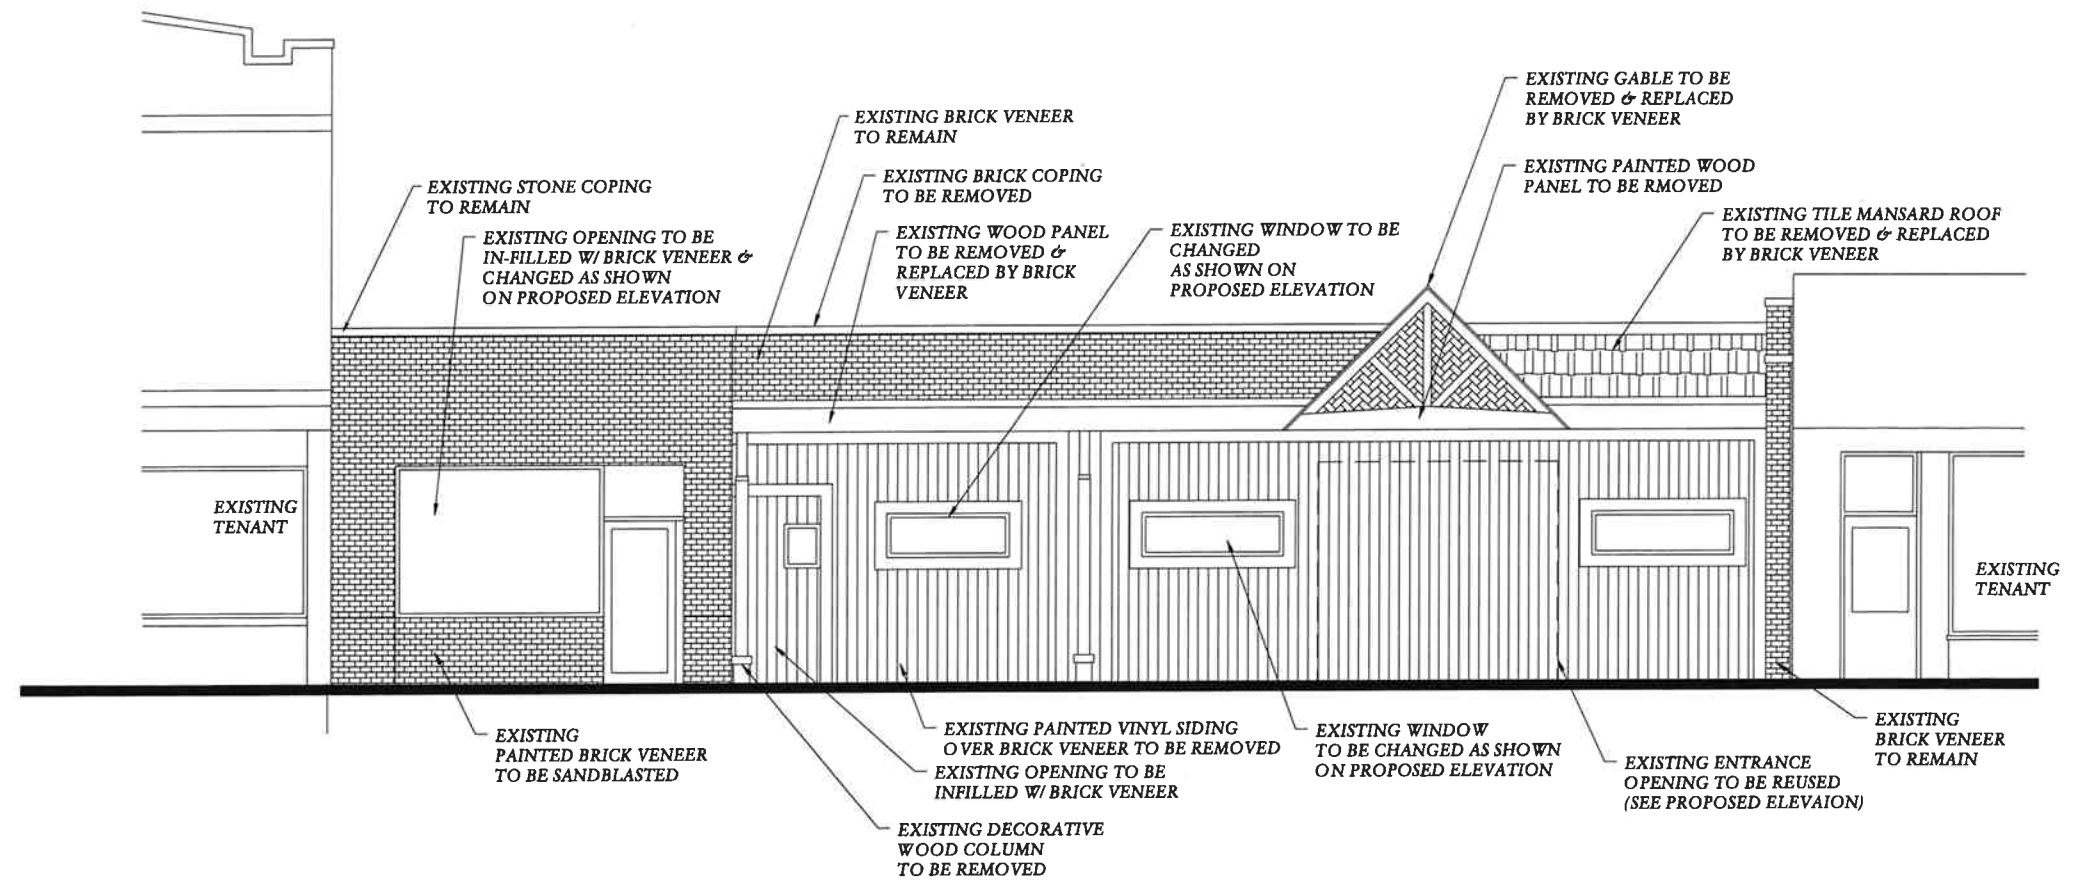 EXISTING GABLE TO BE
REMOVED & REPLACED
BY BRICK VENEER
EXISTING BRICK VENEER
TO REMAIN
EXISTING PAINTED WOOD
PANEL TO BE RMOVED
EXISTING BRICK COPING
TO BE REMOVED
EXISTING STONE COPING
TO REMAIN
EXISTING TILE MANSARD ROOF
TO BE REMOVED & REPLACED
BY BRICK VENEER
EXISTING OPENING TO BE
IN-FILLED W/ BRICK VENEER &
CHANGED AS SHOWN
ON PROPOSED ELEVATION
EXISTING WOOD PANEL
TO BE REMOVED &
REPLACED BY BRICK
VENEER
EXISTING WINDOW TO BE
CHANGED
AS SHOWN ON
PROPOSED ELEVATION
EXISTING
TENANT
EXISTING
TENANT
EXISTING
PAINTED BRICK VENEER
TO BE SANDBLASTED
EXISTING PAINTED VINYL SIDING
OVER BRICK VENEER TO BE REMOVED
EXISTING OPENING TO BE
INFILLED W/ BRICK VENEER
EXISTING DECORATIVE
WOOD COLUMN
TO BE REMOVED
EXISTING WINDOW
TO BE CHANGED AS SHOWN
ON PROPOSED ELEVATION
EXISTING ENTRANCE
OPENING TO BE REUSED
(SEE PROPOSED ELEVAION)
EXISTING
BRICK VENEER
TO REMAIN